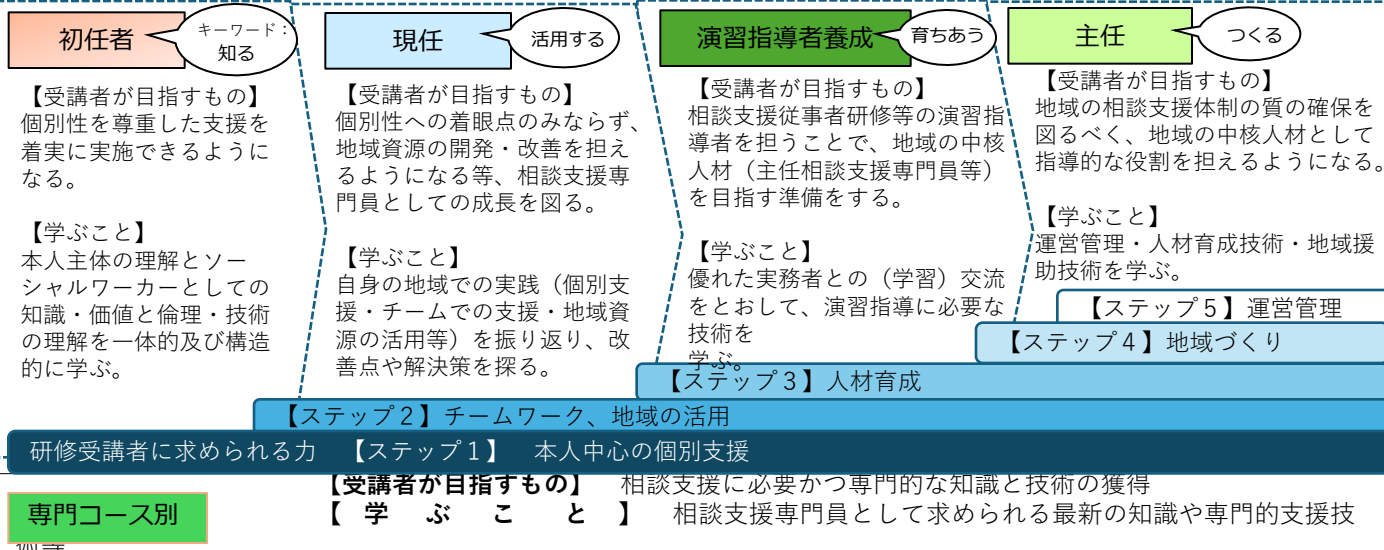 初任者
キーワード：
知る
【受講者が目指すもの】
個別性を尊重した支援を
着実に実施できるように
なる。
【学ぶこと】
本人主体の理解とソー
シャルワーカーとしての
知識・価値と倫理・技術
の理解を一体的及び構造
的に学ぶ。
現任
活用する
【受講者が目指すもの】
個別性への着眼点のみならず、
地域資源の開発・改善を担え
るようになる等、相談支援専
門員としての成長を図る。
【学ぶこと】
自身の地域での実践（個別支
援・チームでの支援・地域資
源の活用等）を振り返り、改
善点や解決策を探る。
演習指導者養成
育ちあう
【受講者が目指すもの】
相談支援従事者研修等の演習指
導者を担うことで、地域の中核
人材（主任相談支援専門員等）
を目指す準備をする。
【学ぶこと】
優れた実務者との（学習）交流
をとおして、演習指導に必要な
技術を
学ぶ。
主任
つくる
【受講者が目指すもの】
地域の相談支援体制の質の確保を
図るべく、地域の中核人材として
指導的な役割を担えるようになる。
【学ぶこと】
運営管理・人材育成技術・地域援
助技術を学ぶ。
【ステップ５】運営管理
【ステップ４】地域づくり
【ステップ３】人材育成
【ステップ２】チームワーク、地域の活用
研修受講者に求められる力　【ステップ１】　本人中心の個別支援
専門コース別
【受講者が目指すもの】　相談支援に必要かつ専門的な知識と技術の獲得
【　学　ぶ　こ　と　】　相談支援専門員として求められる最新の知識や専門的支援技
術等